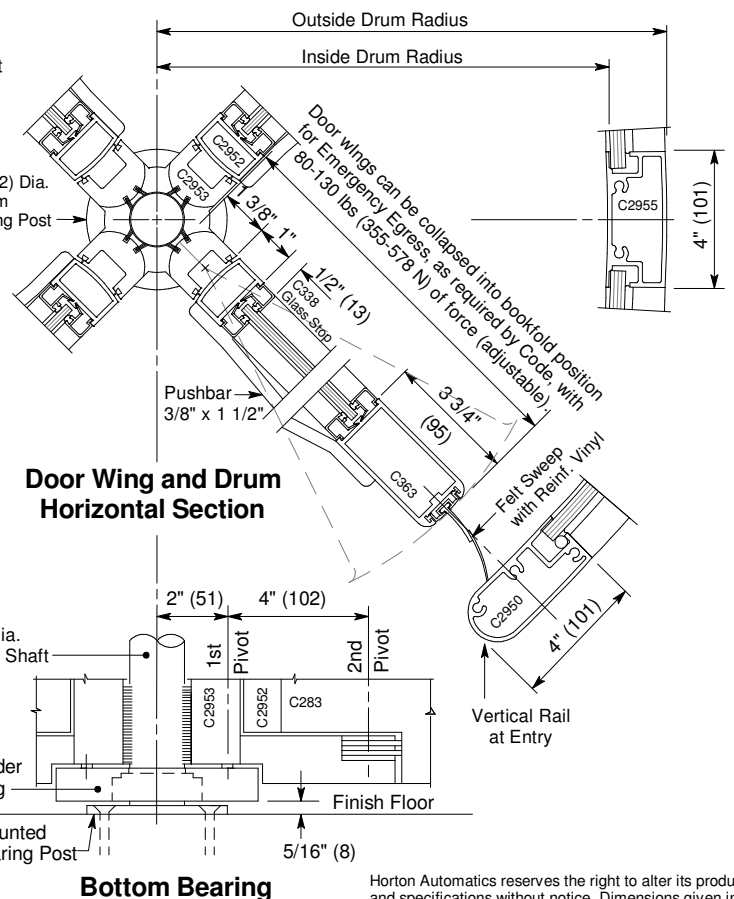 Outside Drum Radius
Inside Drum Radius
Door wings can be collapsed into bookfold position
for Emergency Egress, as required by Code, with
80-130 lbs (355-578 N) of force (adjustable).
C2952
C2953
1 3/8"
1"
2) Dia.
ng Post
C2955
4" (101)
1/2" (13)
C338
Glass Stop
Pushbar
3/8" x 1 1/2"
3 3/4"
(95)
C363
Felt Sweep
with Reinf. Vinyl
Door Wing and Drum
Horizontal Section
C2950
4" (101)
Vertical Rail
at Entry
2" (51)
4" (102)
Shaft
1st
Pivot
2nd
Pivot
C2953
C2952
C283
Finish Floor
5/16" (8)
unted
aring Post
Bottom Bearing
Horton Automatics reserves the right to alter its produ
and specifications without notice. Dimensions given in